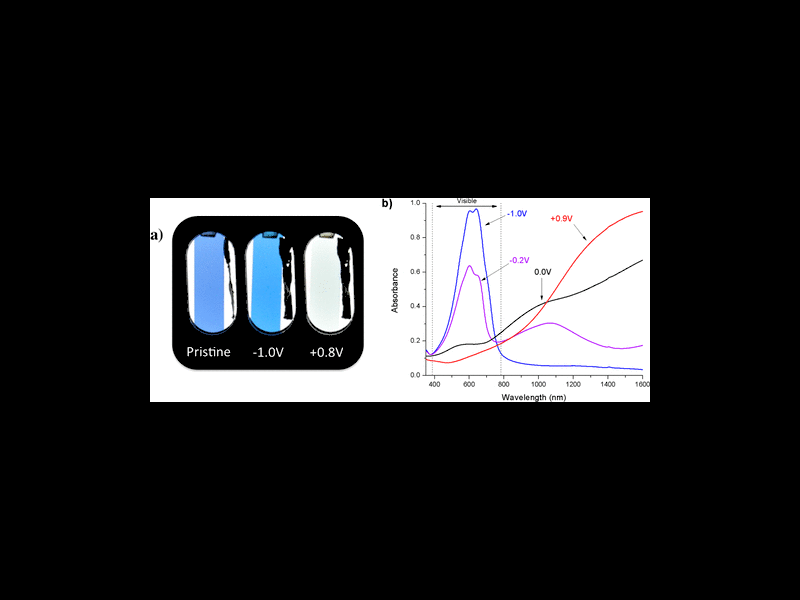 a)
Pristine -1.0V +0.8V
b)
Visible
-1.0V
+0.9V
-0.2V
0.0V
Absorbance
1.0
0.8
0.6
0.4
0.2
0.0
400 600 800 1000 1200 1400 1600
Wavelength (nm)